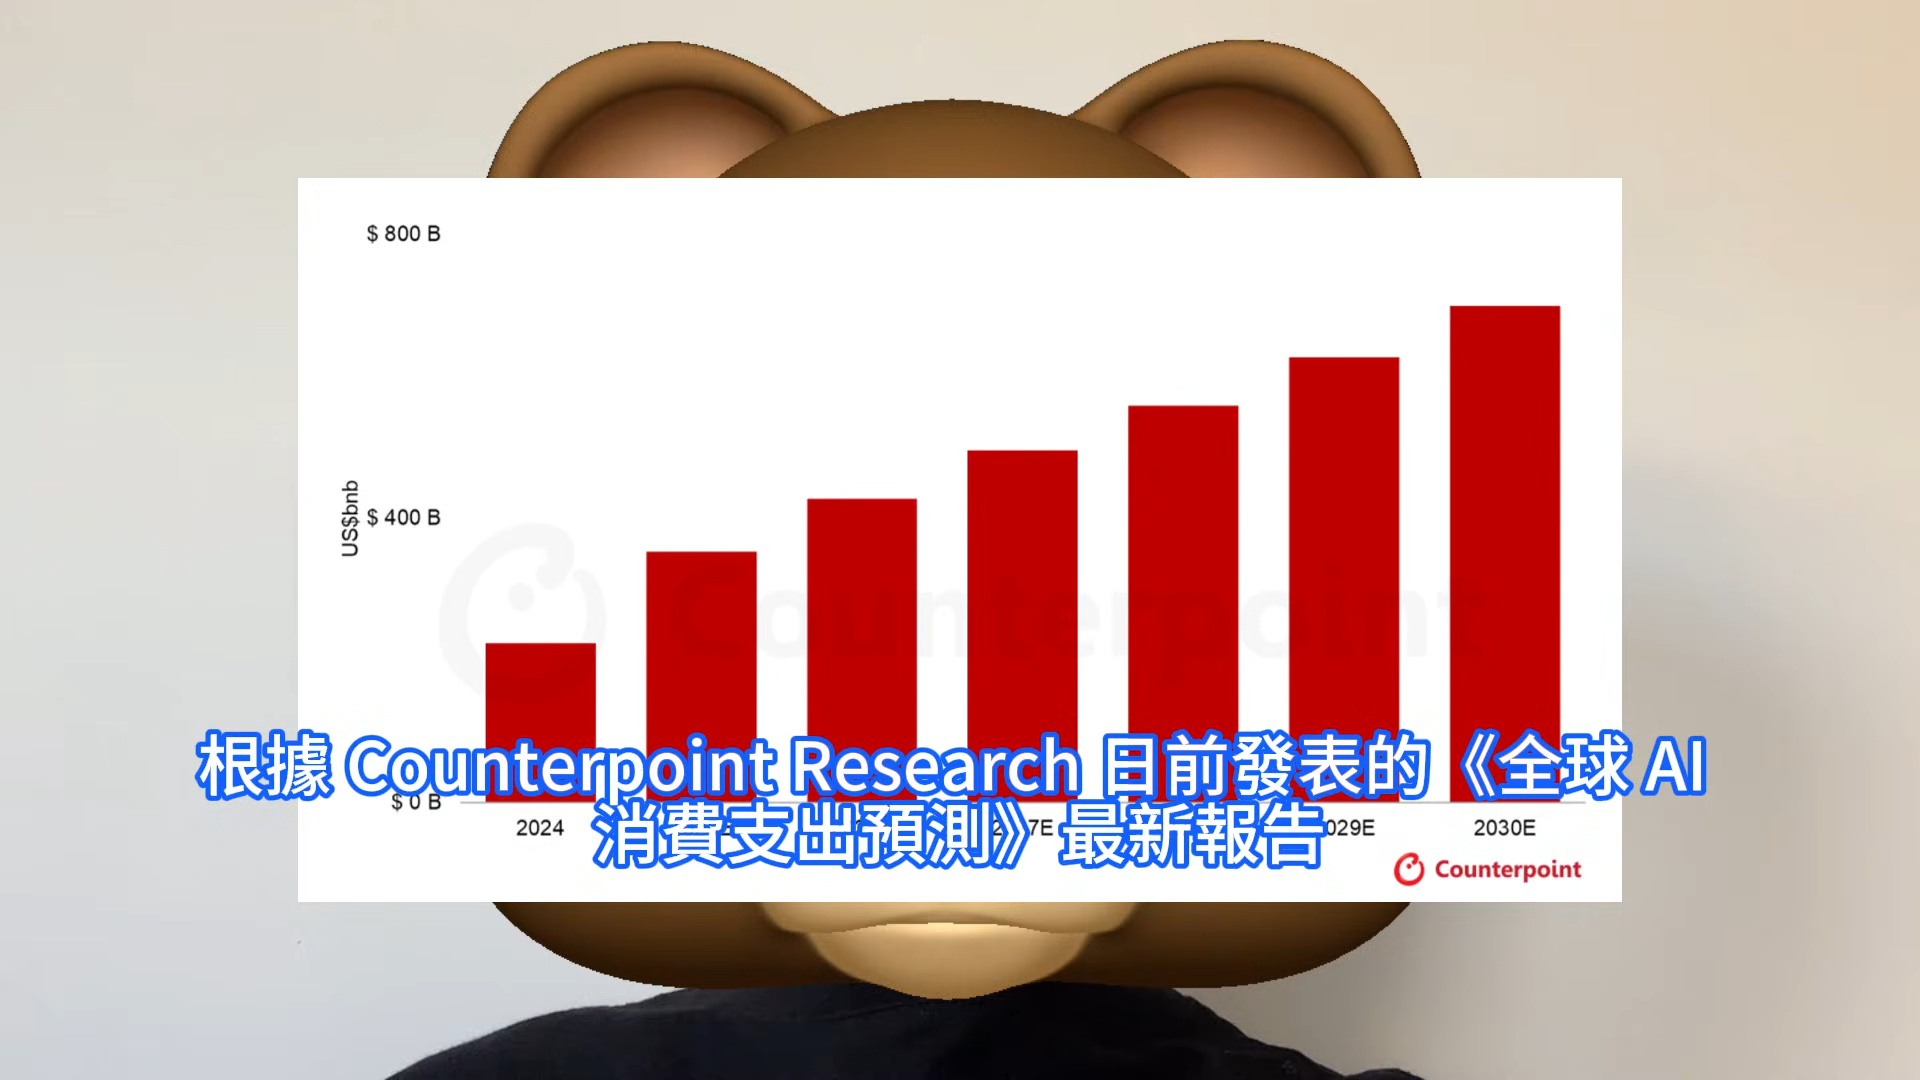 $ 800 B
US$bnb
$ 400 B
Counterpoint
根據 Counterpoint Research 日前發表的《全球 AI
消費支出預測》最新報告
$ 0 B
2024
2030E
Counterpoint